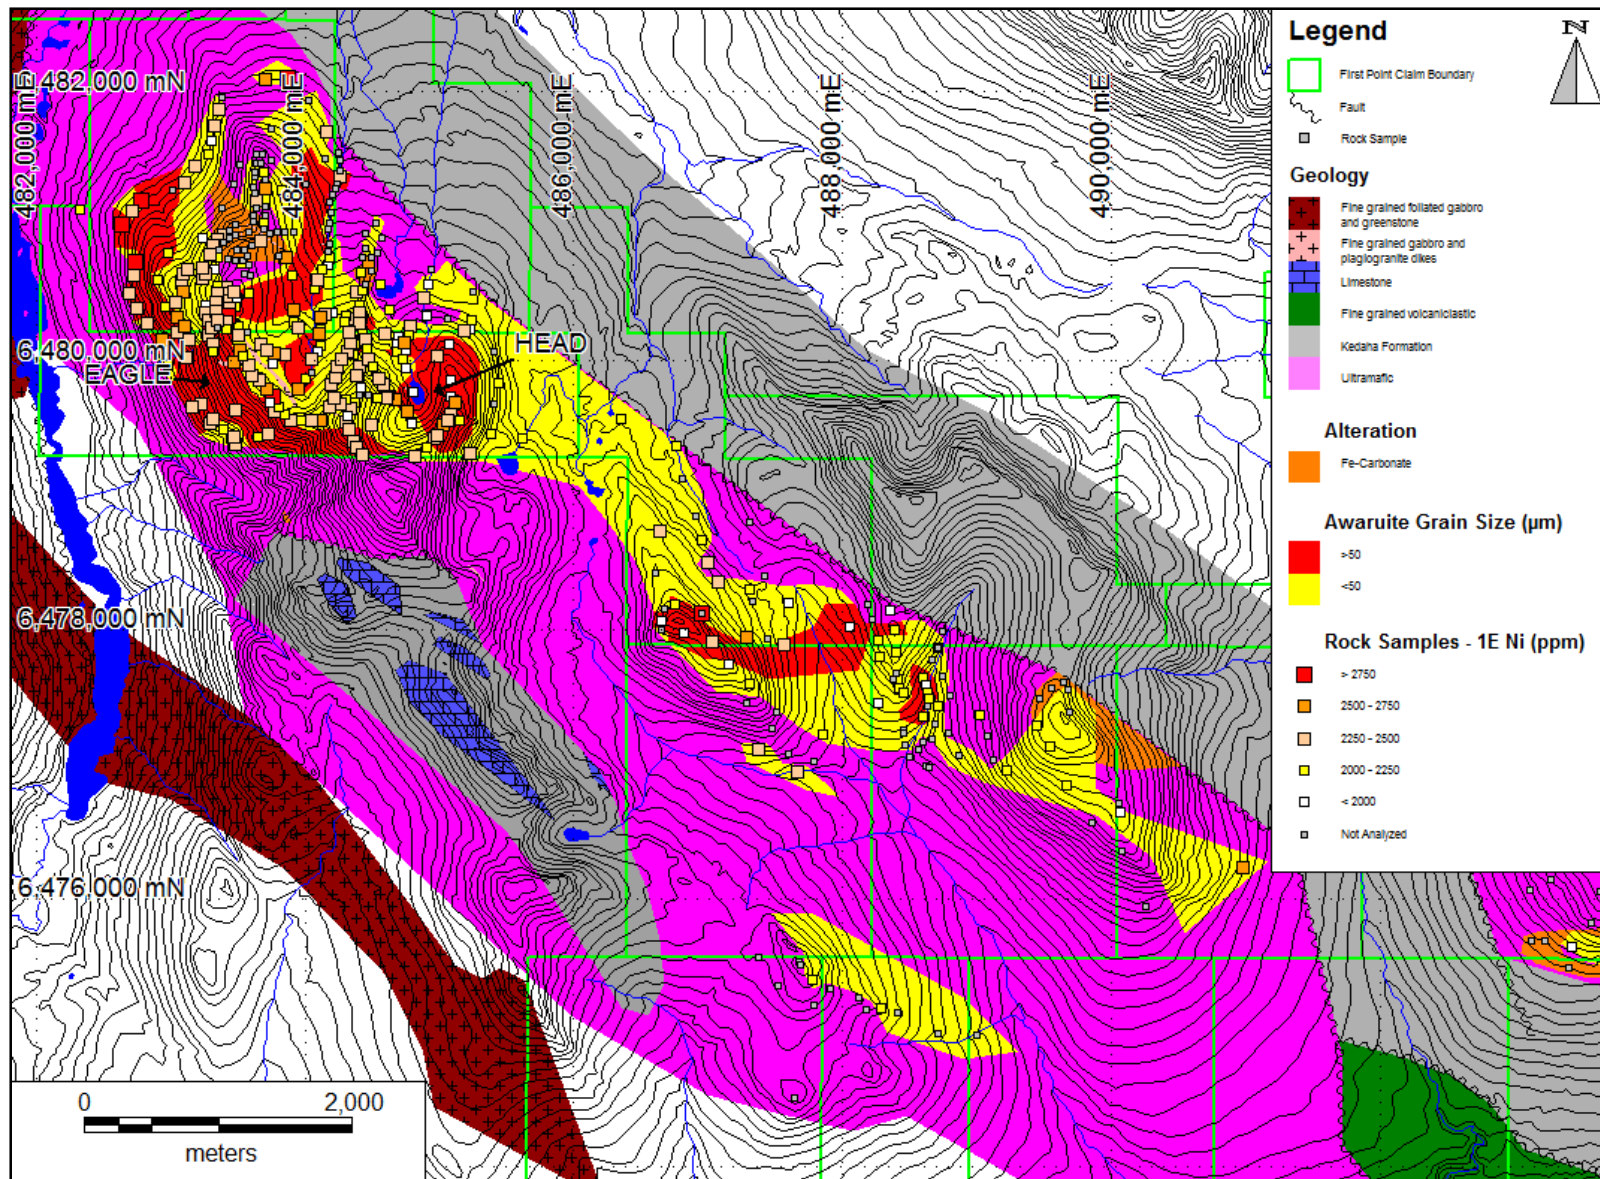 Legend
N
First Point Claim Boundary
Fault
Rock Sample
Geology
Fine grained foliated gabbro
and greenstone
Fine grained gabbro and
plagiogranite dikes
Limestone
Fine grained volcaniclastic
Kedaha Formation
Ultramafic
Alteration
Fe-Carbonate
Awaruite Grain Size (µm)
>50
<50
Rock Samples - 1E Ni (ppm)
> 2750
2500 - 2750
2250 - 2500
2000 - 2250
< 2000
Not Analyzed
6,482,000 mN
482,000 mE
484,000 mE
486,000 mE
488,000 mE
490,000 mE
6,480,000 mN
EAGLE
HEAD
6,478,000 mN
6,476,000 mN
0 2,000
meters